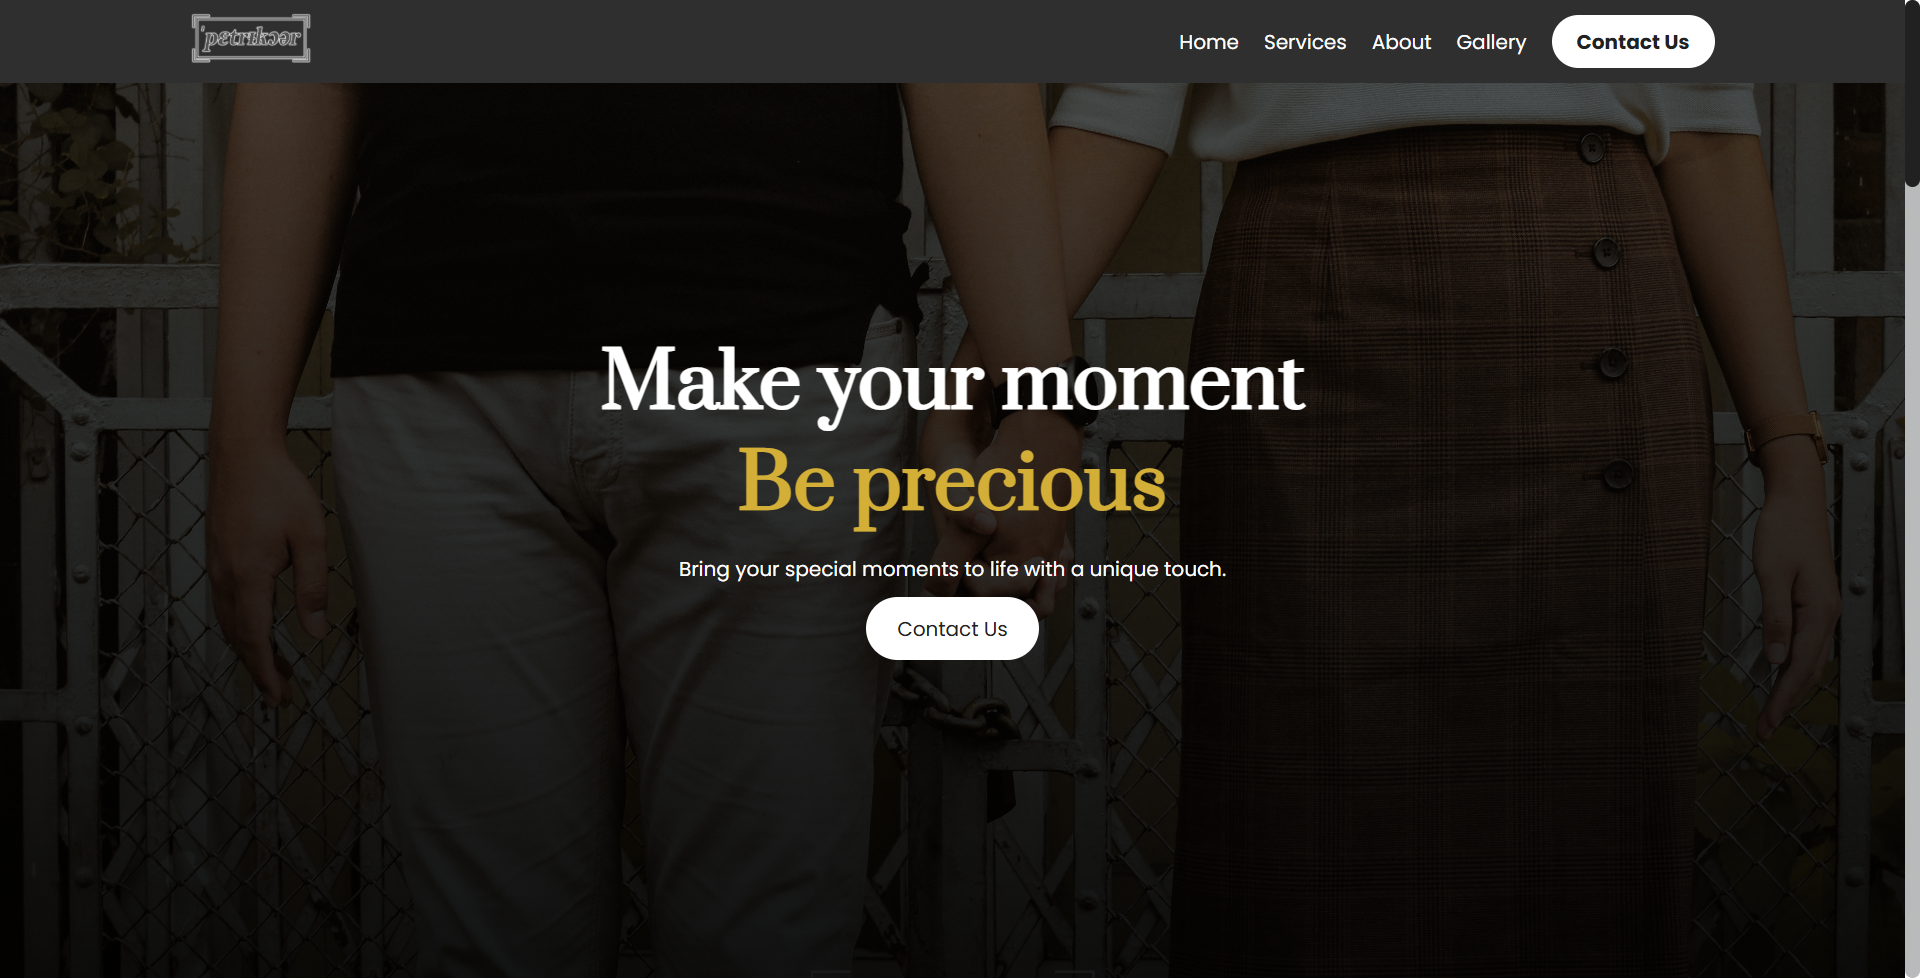 ˈpɛtrɪkɔər
Home Services About Gallery Contact Us
Make your moment
Be precious
Bring your special moments to life with a unique touch.
Contact Us